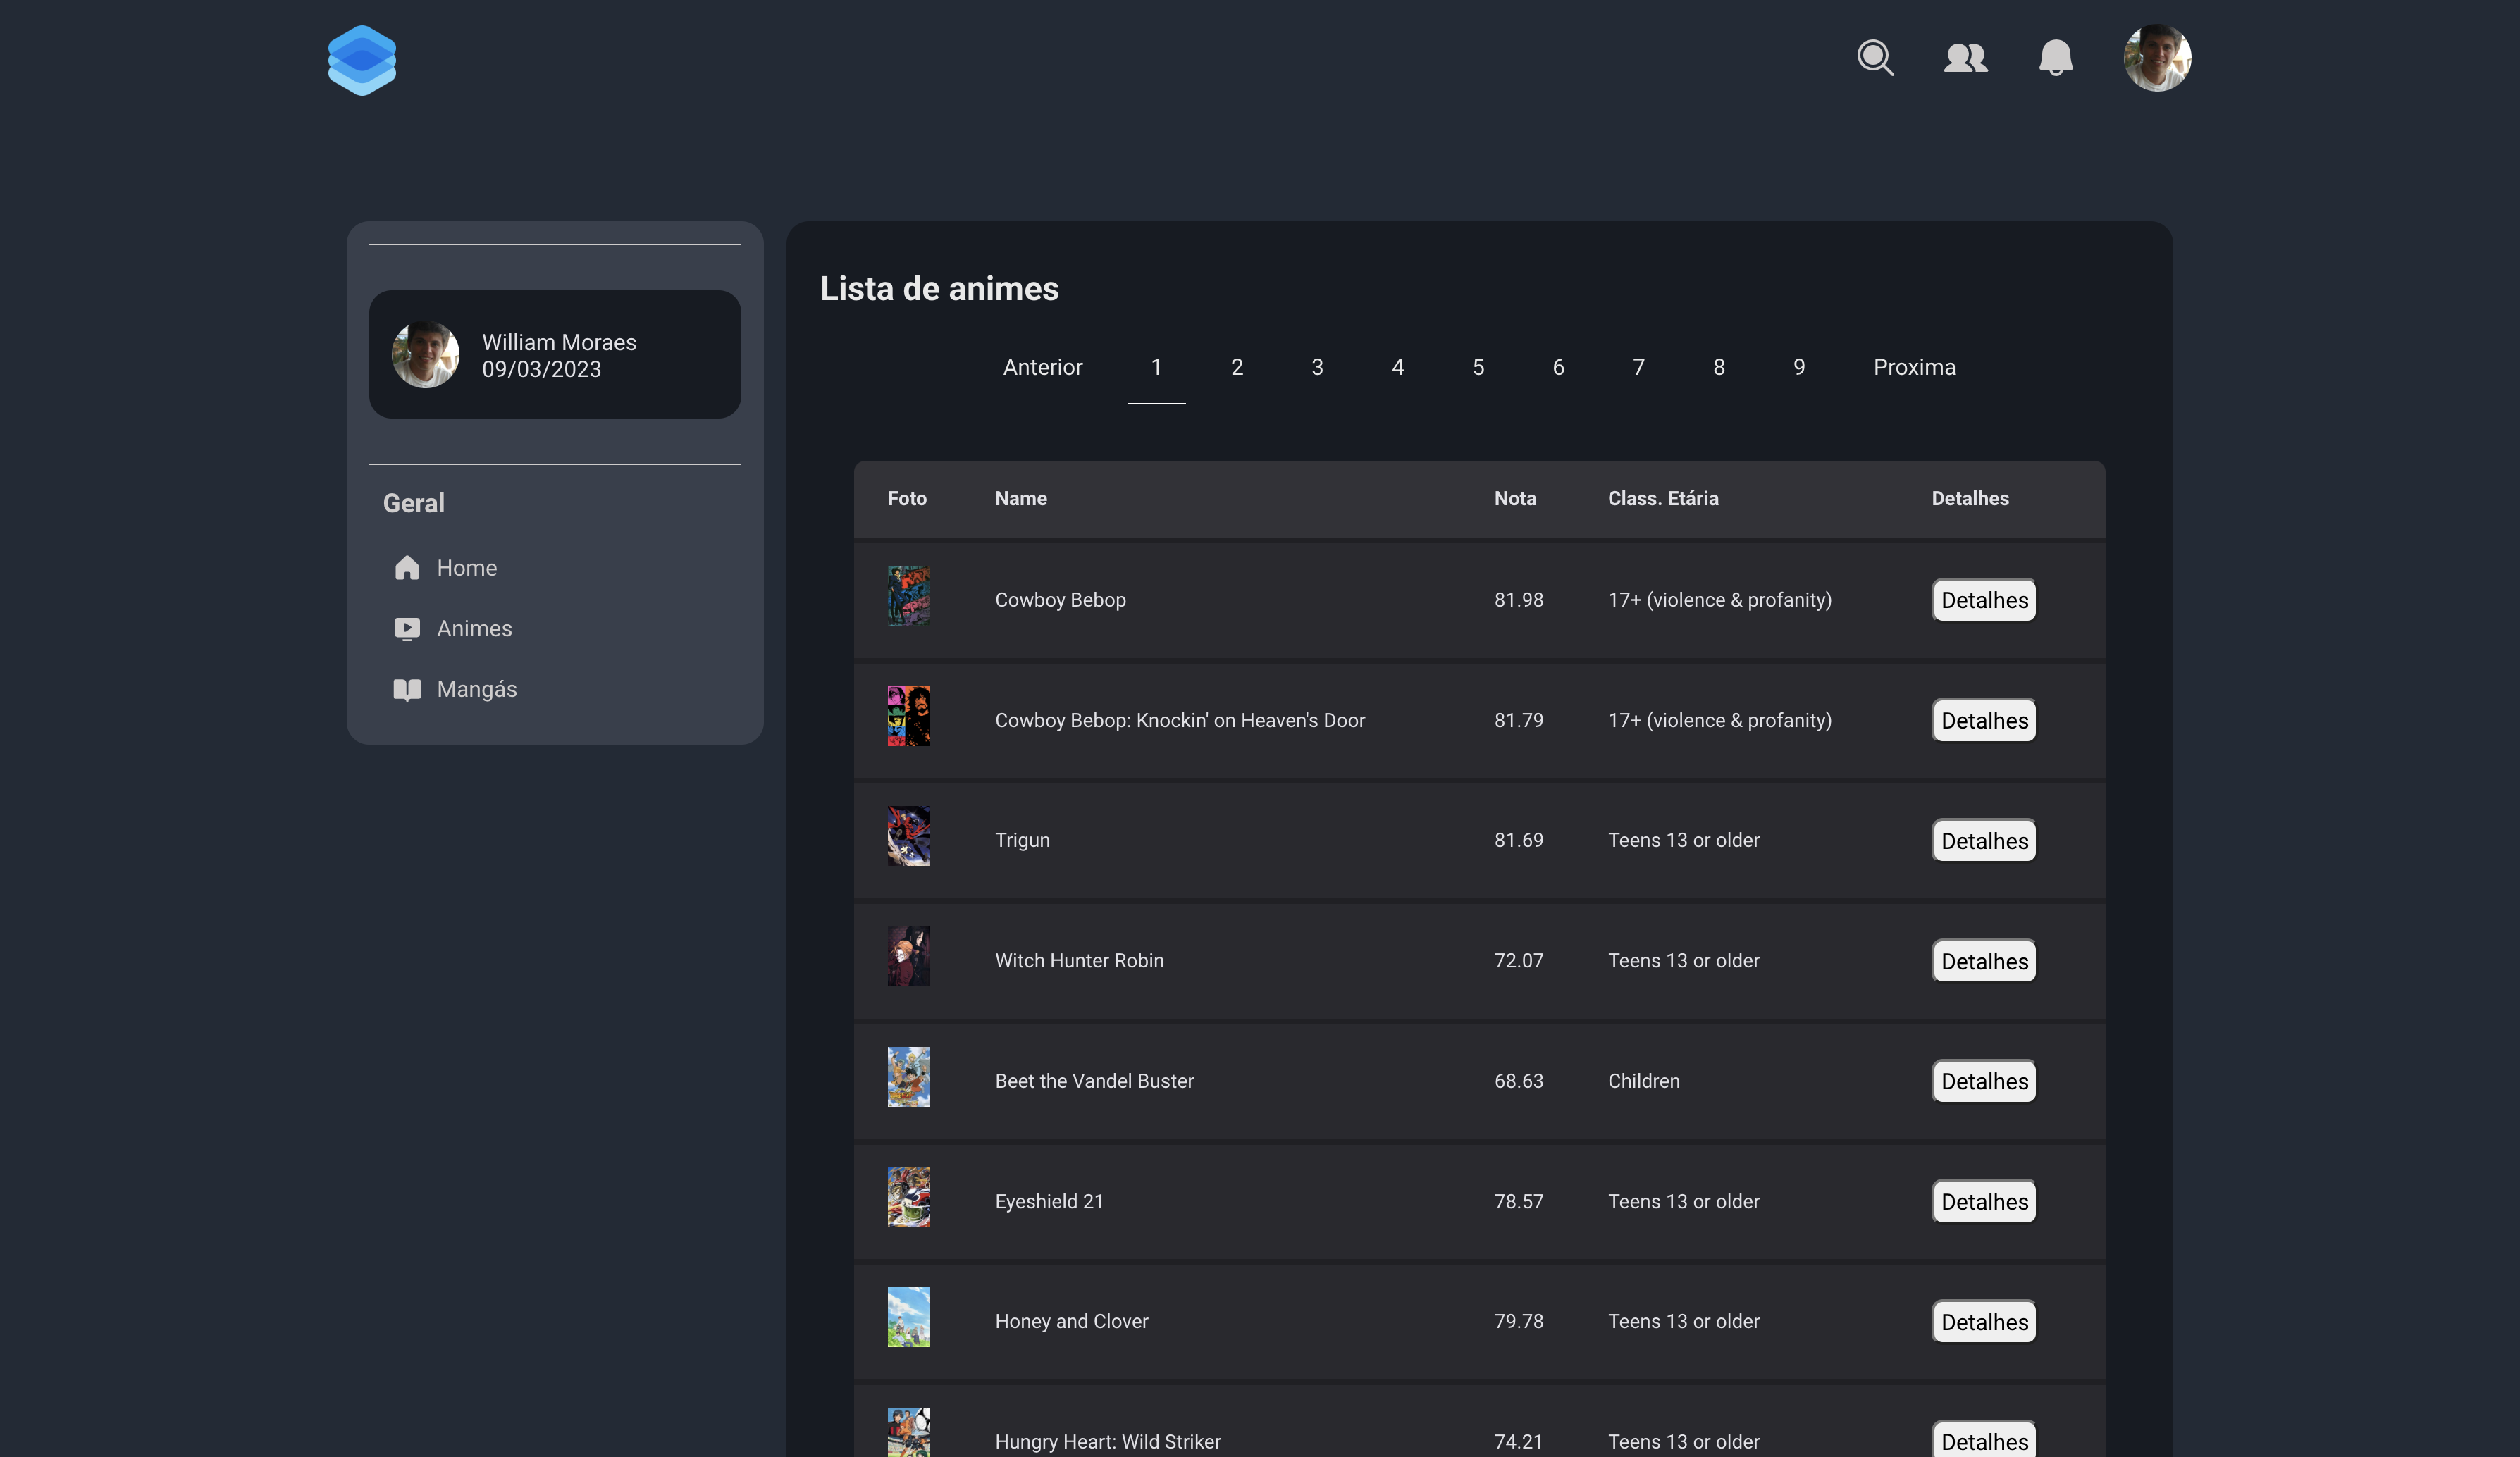 William Moraes
09/03/2023
Geral
Home
Animes
Mangás
Lista de animes
Anterior 1 2 3 4 5 6 7 8 9 Proxima
Foto Name Nota Class. Etária Detalhes
Cowboy Bebop 81.98 17+ (violence & profanity) Detalhes
Cowboy Bebop: Knockin' on Heaven's Door 81.79 17+ (violence & profanity) Detalhes
Trigun 81.69 Teens 13 or older Detalhes
Witch Hunter Robin 72.07 Teens 13 or older Detalhes
Beet the Vandel Buster 68.63 Children Detalhes
Eyeshield 21 78.57 Teens 13 or older Detalhes
Honey and Clover 79.78 Teens 13 or older Detalhes
Hungry Heart: Wild Striker 74.21 Teens 13 or older Detalhes